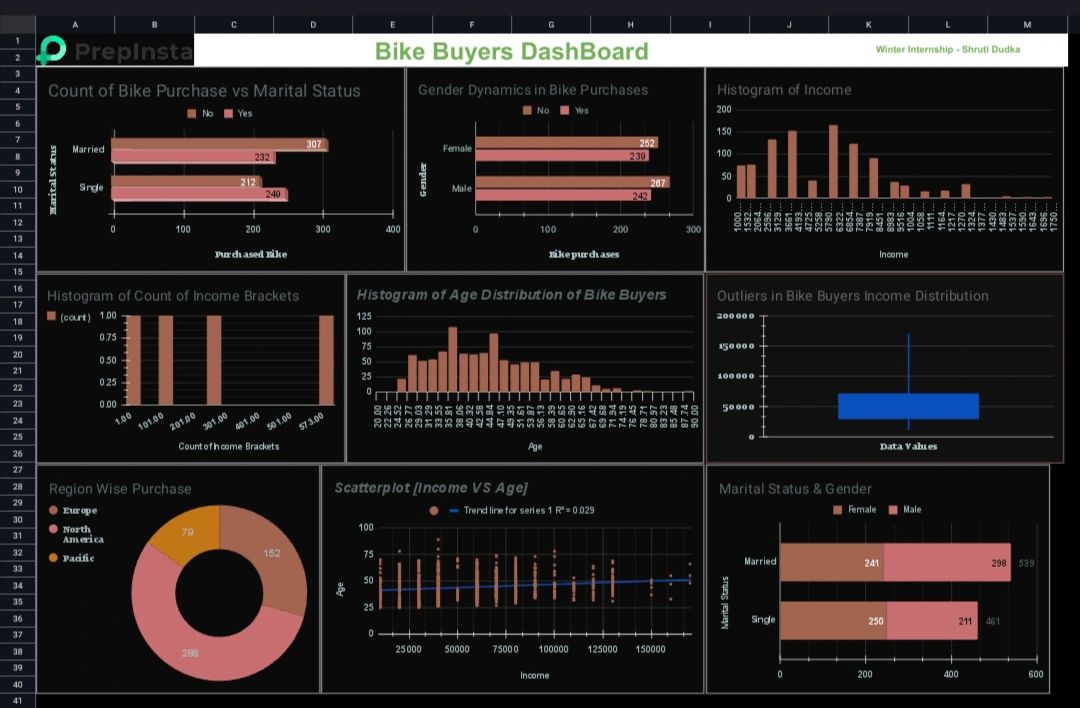 A B C D E F G H I J K L M
PrepInsta
Bike Buyers DashBoard
Winter Internship - Shruti Dudka
Count of Bike Purchase vs Marital Status
No Yes
Marital Status
Married
307
232
Single
212
249
0 100 200 300 400
Purchased Bike
Gender Dynamics in Bike Purchases
No Yes
Gender
Female
252
239
Male
267
242
0 100 200 300
Bike purchases
Histogram of Income
200
150
100
50
0
1000... 1532... 2064... 2596... 3129... 3661... 4193... 4725... 5258... 5790... 6322... 6854... 7387... 7919... 8451... 8983... 9516... 1004... 1058... 1111... 1164... 1217... 1270... 1324... 1377... 1430... 1483... 1537... 1590... 1643... 1696... 1750...
Income
Histogram of Count of Income Brackets
(count)
1.00
0.75
0.50
0.25
0.00
1.00 101.00 201.00 301.00 401.00 501.00 573.00
Count of Income Brackets
Histogram of Age Distribution of Bike Buyers
125
100
75
50
25
0
20.00 22.26 24.52 26.77 29.03 31.29 33.55 35.81 38.06 40.32 42.58 44.84 47.10 49.35 51.61 53.87 56.13 58.39 60.65 62.90 65.16 67.42 69.68 71.94 74.19 76.45 78.71 80.97 83.23 85.48 87.74 90.00
Age
Outliers in Bike Buyers Income Distribution
200000
150000
100000
50000
0
Data Values
Region Wise Purchase
Europe
North
America
Pacific
79
152
288
Scatterplot [Income VS Age]
Trend line for series 1 R² = 0.029
Age
100
75
50
25
0
25000 50000 75000 100000 125000 150000
Income
Marital Status & Gender
Female Male
Marital Status
Married
241 298 539
Single
250 211 461
0 200 400 600
1
2
3
4
5
6
7
8
9
10
11
12
13
14
15
16
17
18
19
20
21
22
23
24
25
26
27
28
29
30
31
32
33
34
35
36
37
38
39
40
41